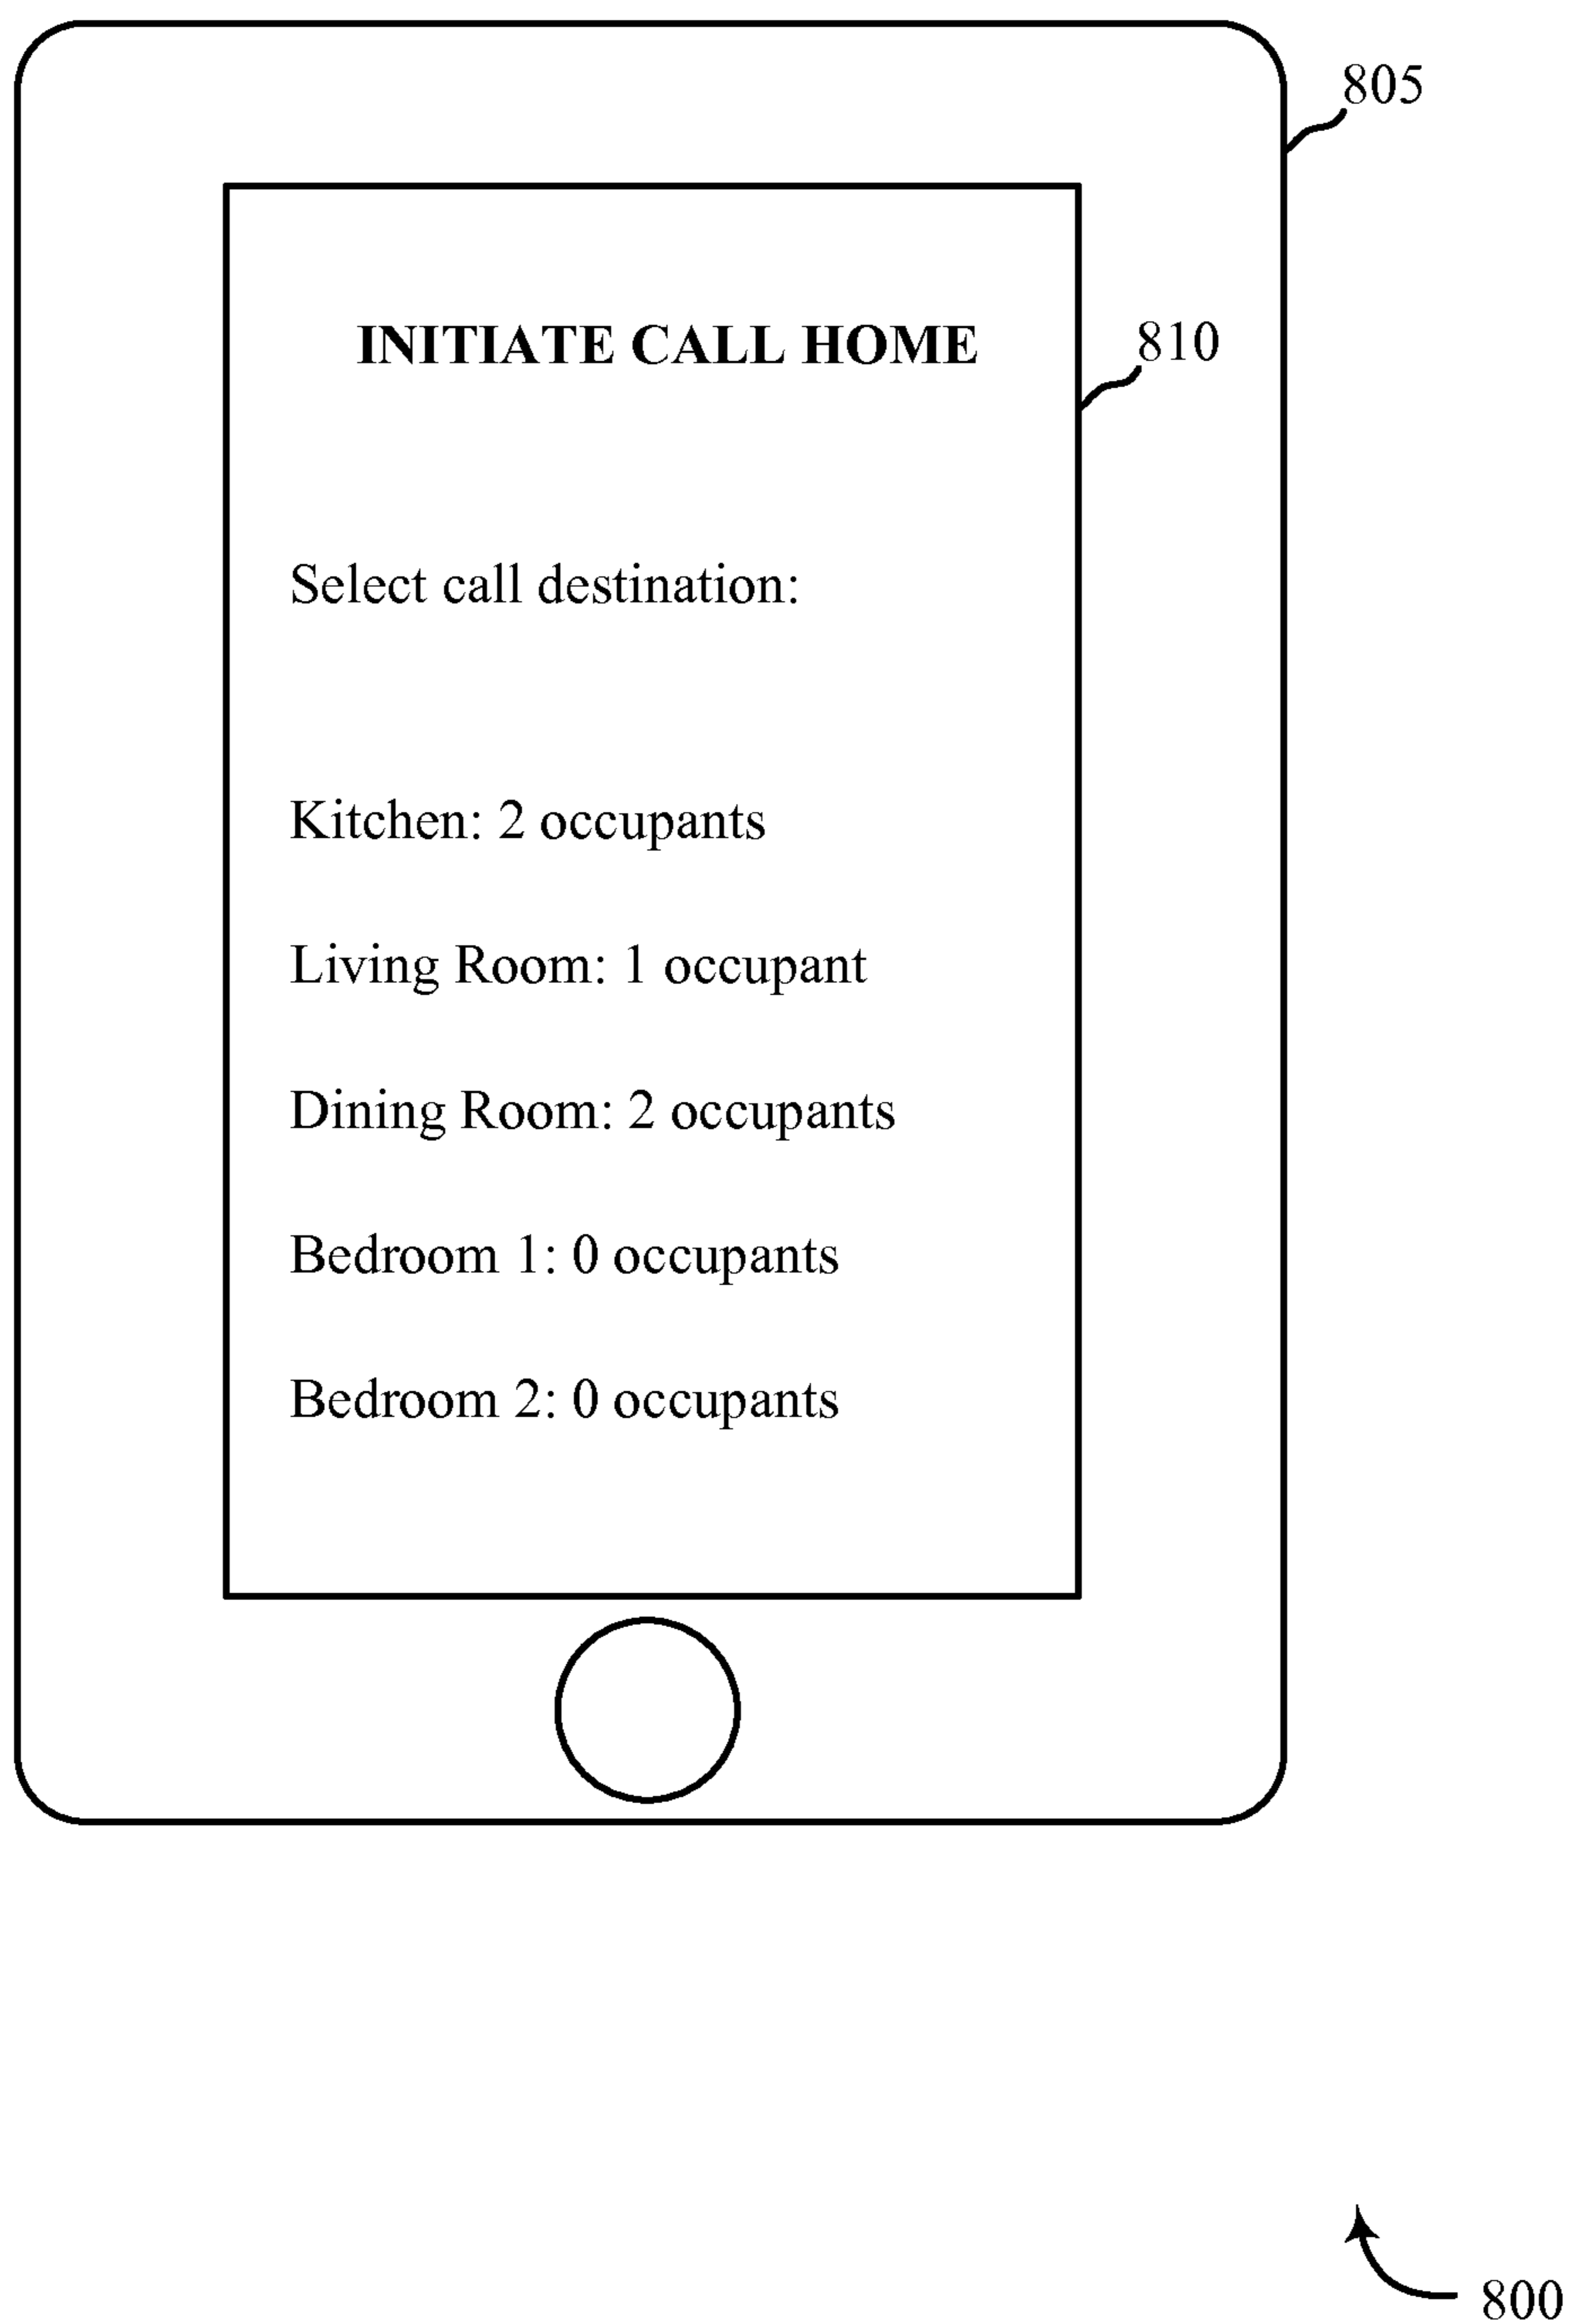 805
INITIATE CALL HOME
810
Select call destination:
Kitchen: 2 occupants
Living Room: 1 occupant
Dining Room: 2 occupants
Bedroom 1: 0 occupants
Bedroom 2: 0 occupants
800